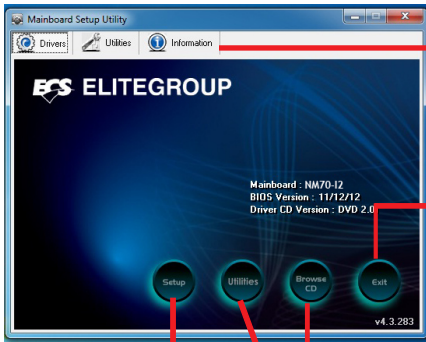 Mainboard Setup Utility
Drivers Utilities Information
ECS ELITEGROUP
Mainboard : NM70-I2
BIOS Version : 11/12/12
Driver CD Version : DVD 2.0
Setup
Utilities
Browse
CD
Exit
v4.3.283